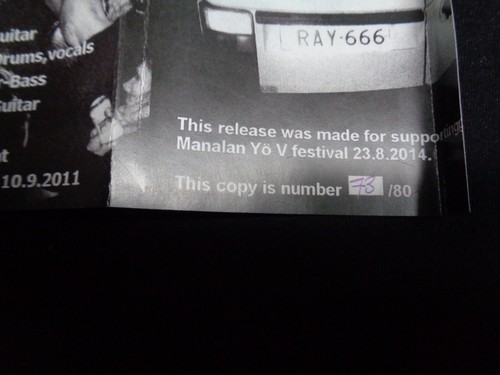 RAY-666
uitar
Drums,vocals
-Bass
Guitar
t
10.9.2011
This release was made for supporting
Manalan Yö V festival 23.8.2014.
This copy is number 78 /80